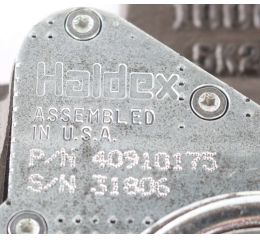 Haldex
ASSEMBLED
IN U.S.A.
P/N 40910175
S/N 31806